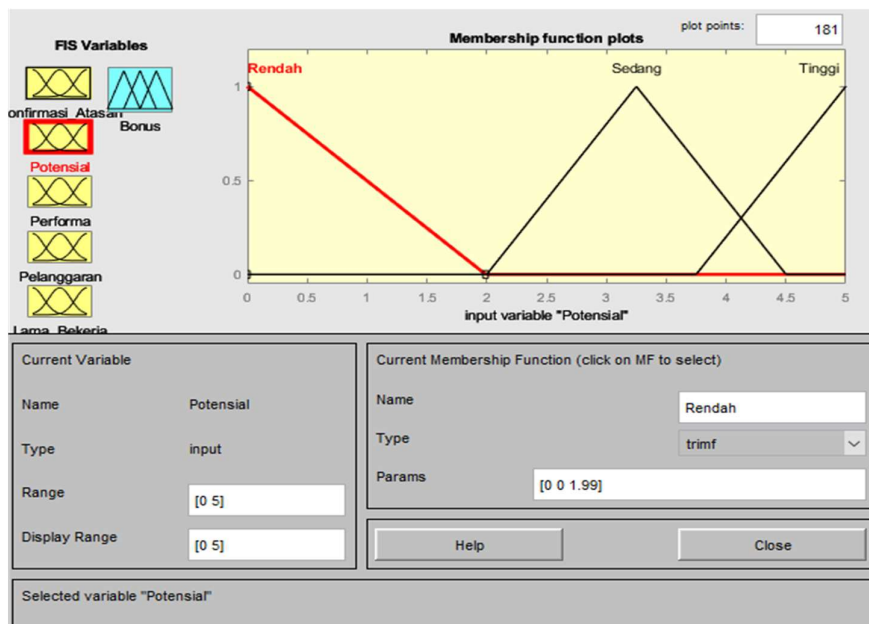 FIS Variables
onfirmasi_Atasan
Bonus
Potensial
Performa
Pelanggaran
Lama_Bekerja
Membership function plots
plot points:
181
Rendah
Sedang
Tinggi
1
0.5
0
0 0.5 1 1.5 2 2.5 3 3.5 4 4.5 5
input variable "Potensial"
Current Variable
Name Potensial
Type input
Range [0 5]
Display Range [0 5]
Current Membership Function (click on MF to select)
Name Rendah
Type trimf
Params [0 0 1.99]
Help
Close
Selected variable "Potensial"